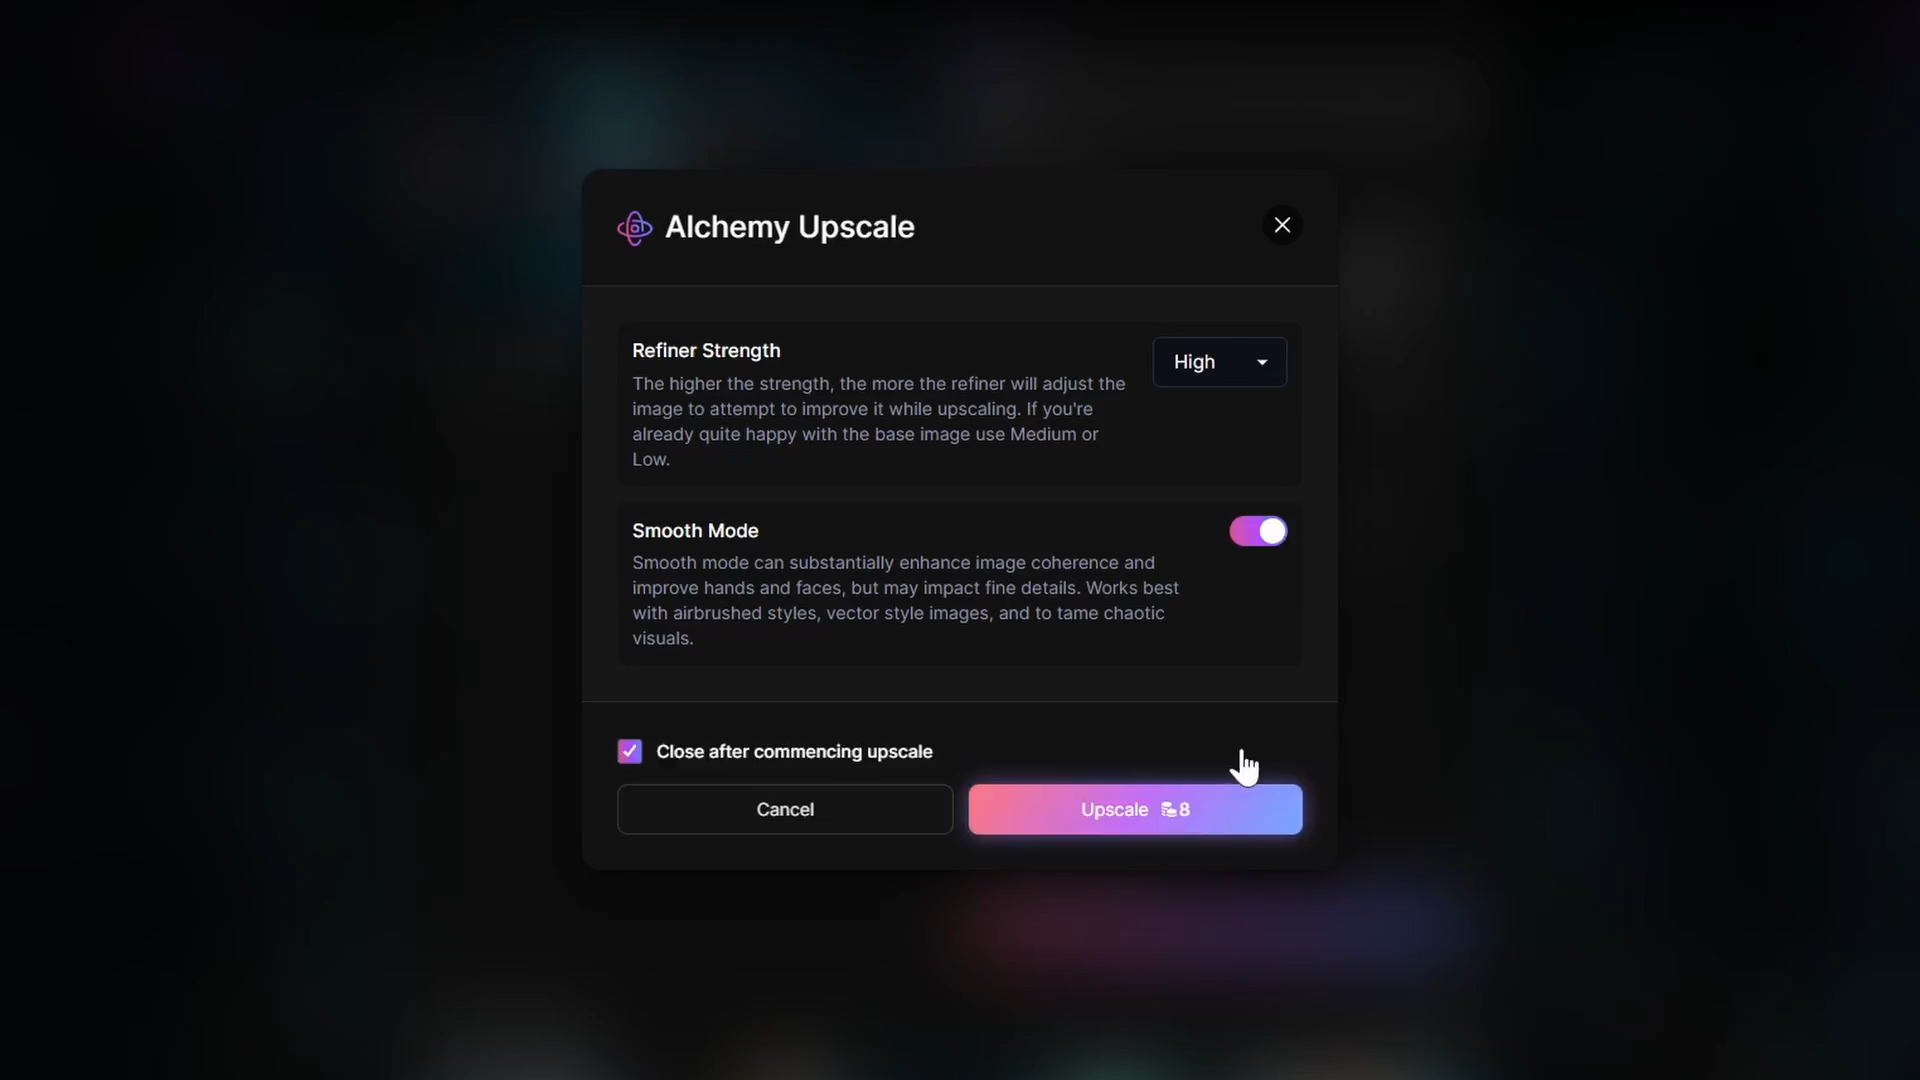 Alchemy Upscale
Refiner Strength
High
The higher the strength, the more the refiner will adjust the
image to attempt to improve it while upscaling. If you're
already quite happy with the base image use Medium or
Low.
Smooth Mode
Smooth mode can substantially enhance image coherence and
improve hands and faces, but may impact fine details. Works best
with airbrushed styles, vector style images, and to tame chaotic
visuals.
Close after commencing upscale
Cancel
Upscale 8